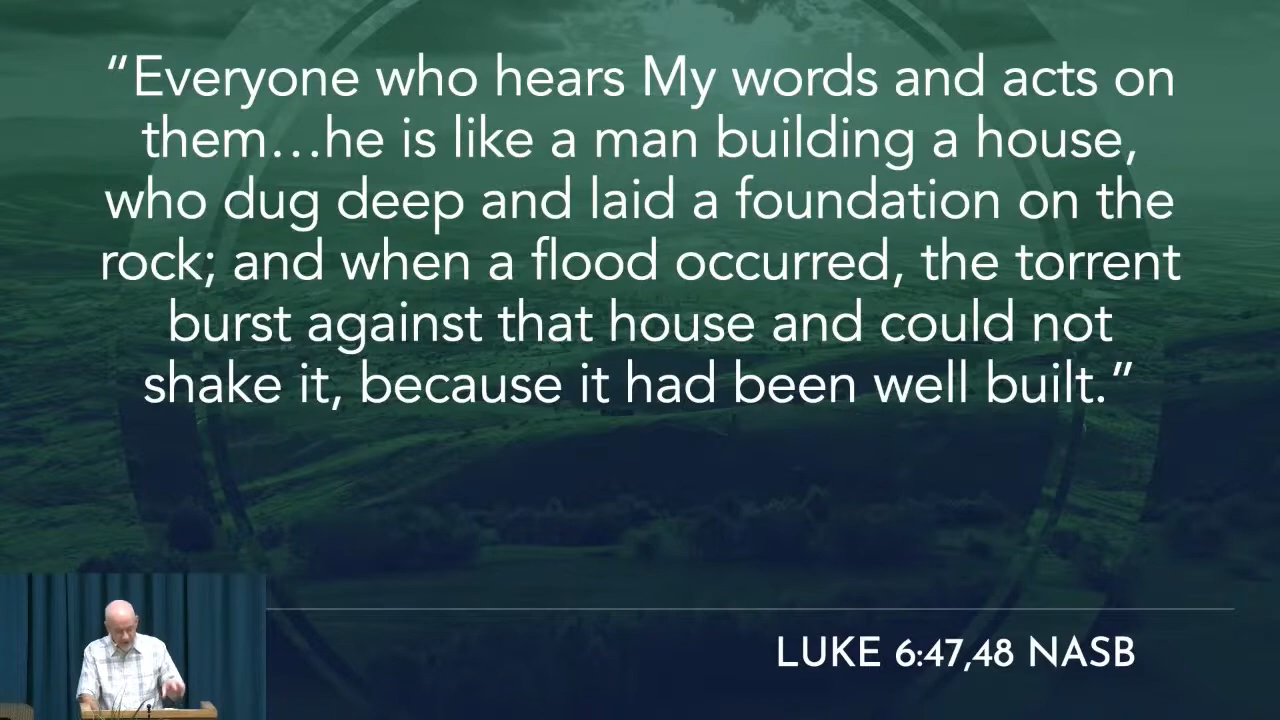 “Everyone who hears My words and acts on
them…he is like a man building a house,
who dug deep and laid a foundation on the
rock; and when a flood occurred, the torrent
burst against that house and could not
shake it, because it had been well built.”
LUKE 6:47,48 NASB